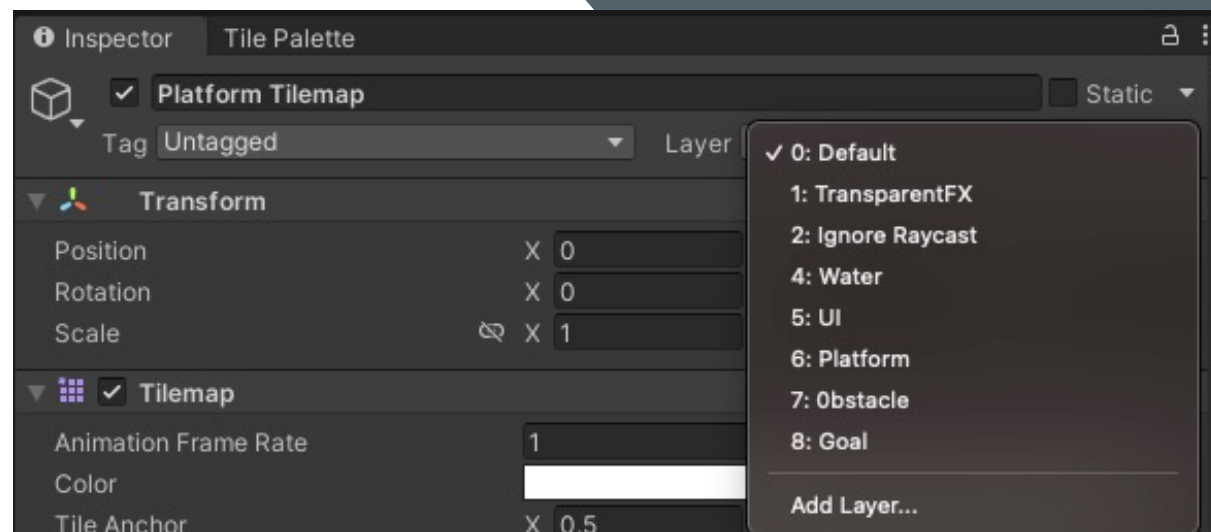 Inspector Tile Palette
Platform Tilemap Static
Tag Untagged Layer
Transform
Position X 0
Rotation X 0
Scale X 1
Tilemap
Animation Frame Rate 1
Color
Tile Anchor X 0.5
✓ 0: Default
1: TransparentFX
2: Ignore Raycast
4: Water
5: UI
6: Platform
7: 0bstacle
8: Goal
Add Layer...